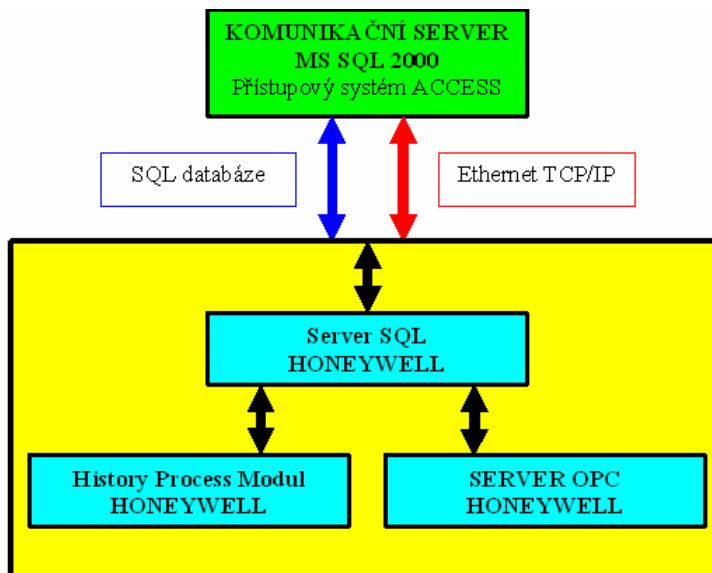 KOMUNIKAČNÍ SERVER
MS SQL 2000
Přístupový systém ACCESS
SQL databáze
Ethernet TCP/IP
Server SQL
HONEYWELL
History Process Modul
HONEYWELL
SERVER OPC
HONEYWELL